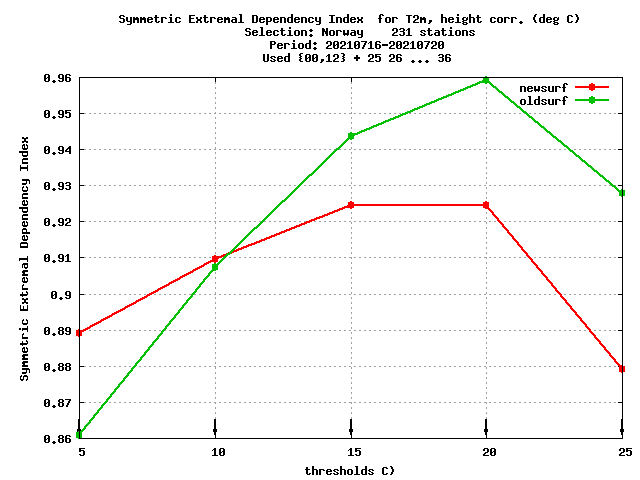 Symmetric Extremal Dependency Index  for T2m, height corr. (deg C)
Selection: Norway    231 stations
Period: 20210716-20210720
Used {00,12} + 25 26 ... 36
newsurf
oldsurf
Symmetric Extremal Dependency Index
0.96
0.95
0.94
0.93
0.92
0.91
0.9
0.89
0.88
0.87
0.86
5 10 15 20 25
thresholds C)